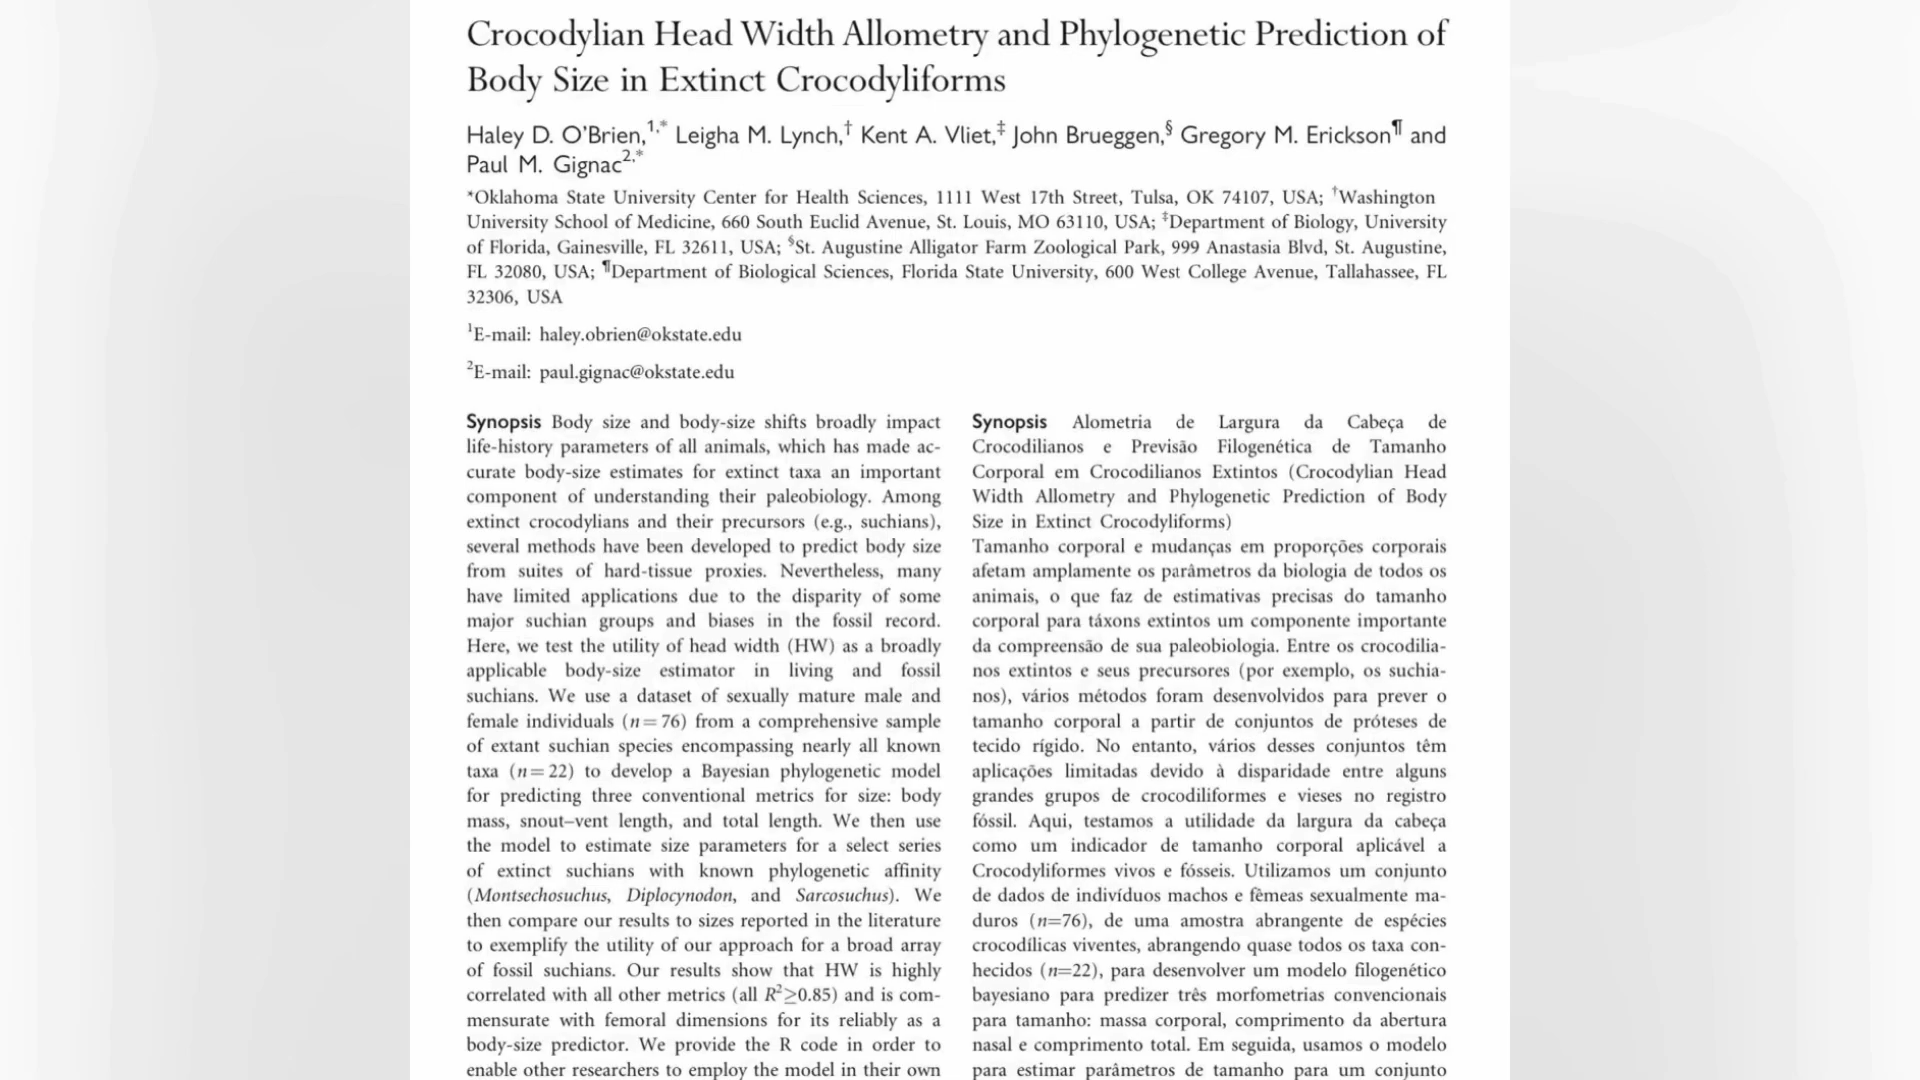 Crocodylian Head Width Allometry and Phylogenetic Prediction of
Body Size in Extinct Crocodyliforms
Haley D. O'Brien,1,* Leigha M. Lynch,† Kent A. Vliet,‡ John Brueggen,§ Gregory M. Erickson¶ and
Paul M. Gignac2,*
*Oklahoma State University Center for Health Sciences, 1111 West 17th Street, Tulsa, OK 74107, USA; †Washington
University School of Medicine, 660 South Euclid Avenue, St. Louis, MO 63110, USA; ‡Department of Biology, University
of Florida, Gainesville, FL 32611, USA; §St. Augustine Alligator Farm Zoological Park, 999 Anastasia Blvd, St. Augustine,
FL 32080, USA; ¶Department of Biological Sciences, Florida State University, 600 West College Avenue, Tallahassee, FL
32306, USA
1E-mail: haley.obrien@okstate.edu
2E-mail: paul.gignac@okstate.edu
Synopsis Body size and body-size shifts broadly impact
life-history parameters of all animals, which has made ac-
curate body-size estimates for extinct taxa an important
component of understanding their paleobiology. Among
extinct crocodylians and their precursors (e.g., suchians),
several methods have been developed to predict body size
from suites of hard-tissue proxies. Nevertheless, many
have limited applications due to the disparity of some
major suchian groups and biases in the fossil record.
Here, we test the utility of head width (HW) as a broadly
applicable body-size estimator in living and fossil
suchians. We use a dataset of sexually mature male and
female individuals (n=76) from a comprehensive sample
of extant suchian species encompassing nearly all known
taxa (n=22) to develop a Bayesian phylogenetic model
for predicting three conventional metrics for size: body
mass, snout–vent length, and total length. We then use
the model to estimate size parameters for a select series
of extinct suchians with known phylogenetic affinity
(Montsechosuchus, Diplocynodon, and Sarcosuchus). We
then compare our results to sizes reported in the literature
to exemplify the utility of our approach for a broad array
of fossil suchians. Our results show that HW is highly
correlated with all other metrics (all R2≥0.85) and is com-
mensurate with femoral dimensions for its reliably as a
body-size predictor. We provide the R code in order to
enable other researchers to employ the model in their own
Synopsis Alometria de Largura da Cabeça de
Crocodilianos e Previsão Filogenética de Tamanho
Corporal em Crocodilianos Extintos (Crocodylian Head
Width Allometry and Phylogenetic Prediction of Body
Size in Extinct Crocodyliforms)
Tamanho corporal e mudanças em proporções corporais
afetam amplamente os parâmetros da biologia de todos os
animais, o que faz de estimativas precisas do tamanho
corporal para táxons extintos um componente importante
da compreensão de sua paleobiologia. Entre os crocodilia-
nos extintos e seus precursores (por exemplo, os suchia-
nos), vários métodos foram desenvolvidos para prever o
tamanho corporal a partir de conjuntos de próteses de
tecido rígido. No entanto, vários desses conjuntos têm
aplicações limitadas devido à disparidade entre alguns
grandes grupos de crocodiliformes e vieses no registro
fóssil. Aqui, testamos a utilidade da largura da cabeça
como um indicador de tamanho corporal aplicável a
Crocodyliformes vivos e fósseis. Utilizamos um conjunto
de dados de indivíduos machos e fêmeas sexualmente ma-
duros (n=76), de uma amostra abrangente de espécies
crocodílicas viventes, abrangendo quase todos os taxa con-
hecidos (n=22), para desenvolver um modelo filogenético
bayesiano para predizer três morfometrias convencionais
para tamanho: massa corporal, comprimento da abertura
nasal e comprimento total. Em seguida, usamos o modelo
para estimar parâmetros de tamanho para um conjunto